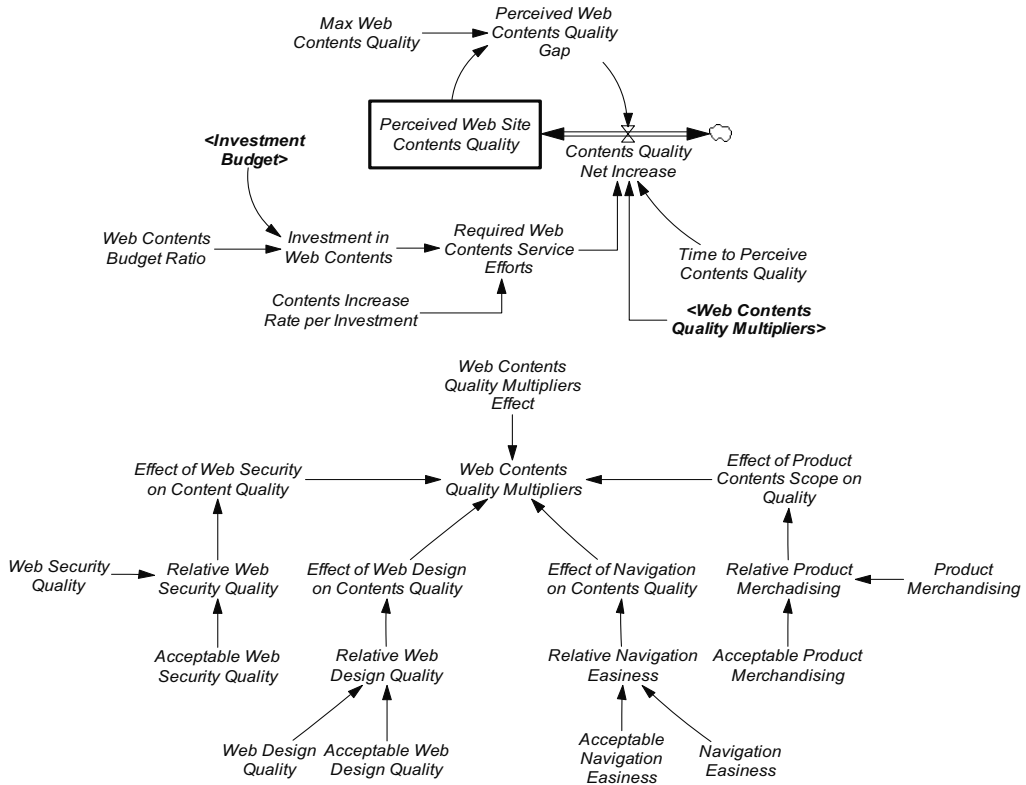 Max Web
Contents Quality
Perceived Web
Contents Quality
Gap
Perceived Web Site
Contents Quality
Contents Quality
Net Increase
<Investment
Budget>
Web Contents
Budget Ratio
Investment in
Web Contents
Required Web
Contents Service
Efforts
Time to Perceive
Contents Quality
Contents Increase
Rate per Investment
<Web Contents
Quality Multipliers>
Web Contents
Quality Multipliers
Effect
Effect of Web Security
on Content Quality
Web Contents
Quality Multipliers
Effect of Product
Contents Scope on
Quality
Web Security
Quality
Relative Web
Security Quality
Effect of Web Design
on Contents Quality
Effect of Navigation
on Contents Quality
Relative Product
Merchadising
Product
Merchandising
Acceptable Web
Security Quality
Relative Web
Design Quality
Relative Navigation
Easiness
Acceptable Product
Merchandising
Web Design
Quality
Acceptable Web
Design Quality
Acceptable
Navigation
Easiness
Navigation
Easiness